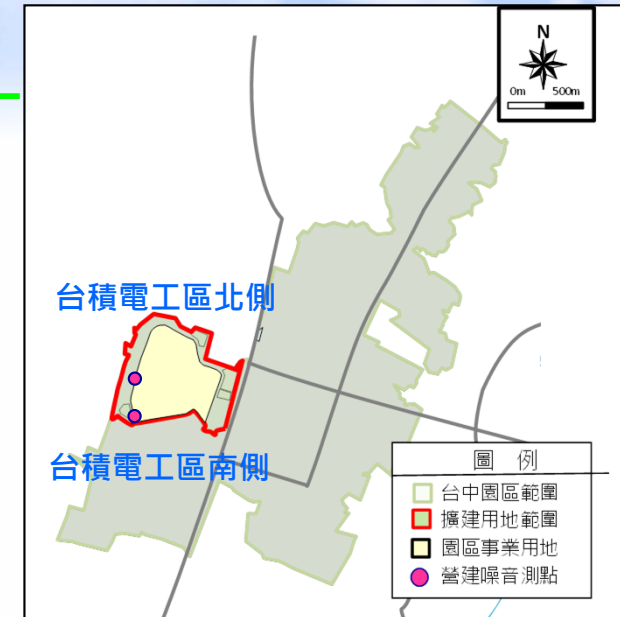 N
0m 500m
台積電工區北側
台積電工區南側
圖 例
台中園區範圍
擴建用地範圍
園區事業用地
營建噪音測點